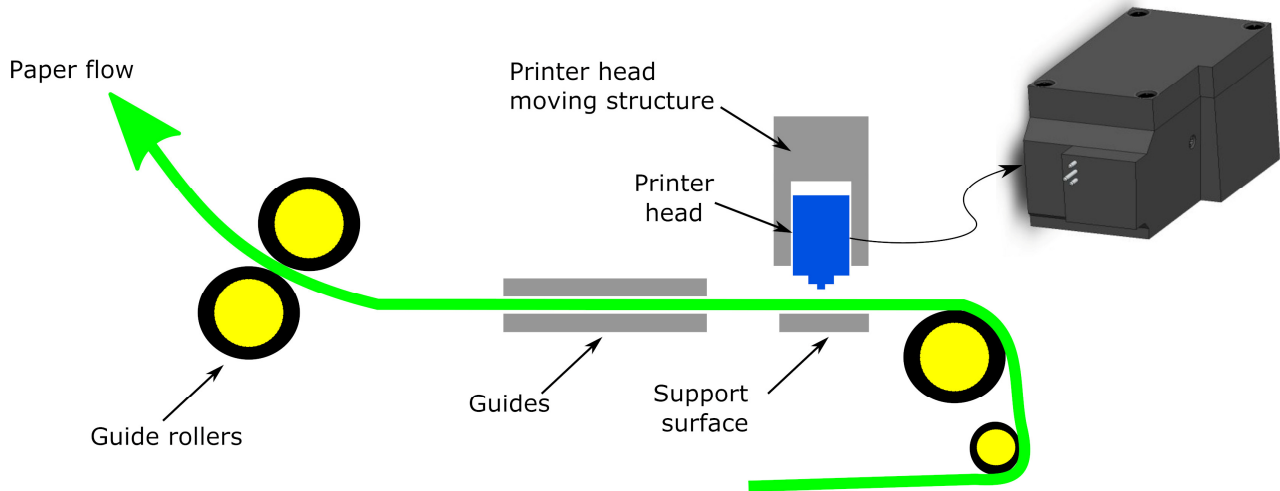 Paper flow
Printer head
moving structure
Printer
head
Guides
Support
surface
Guide rollers